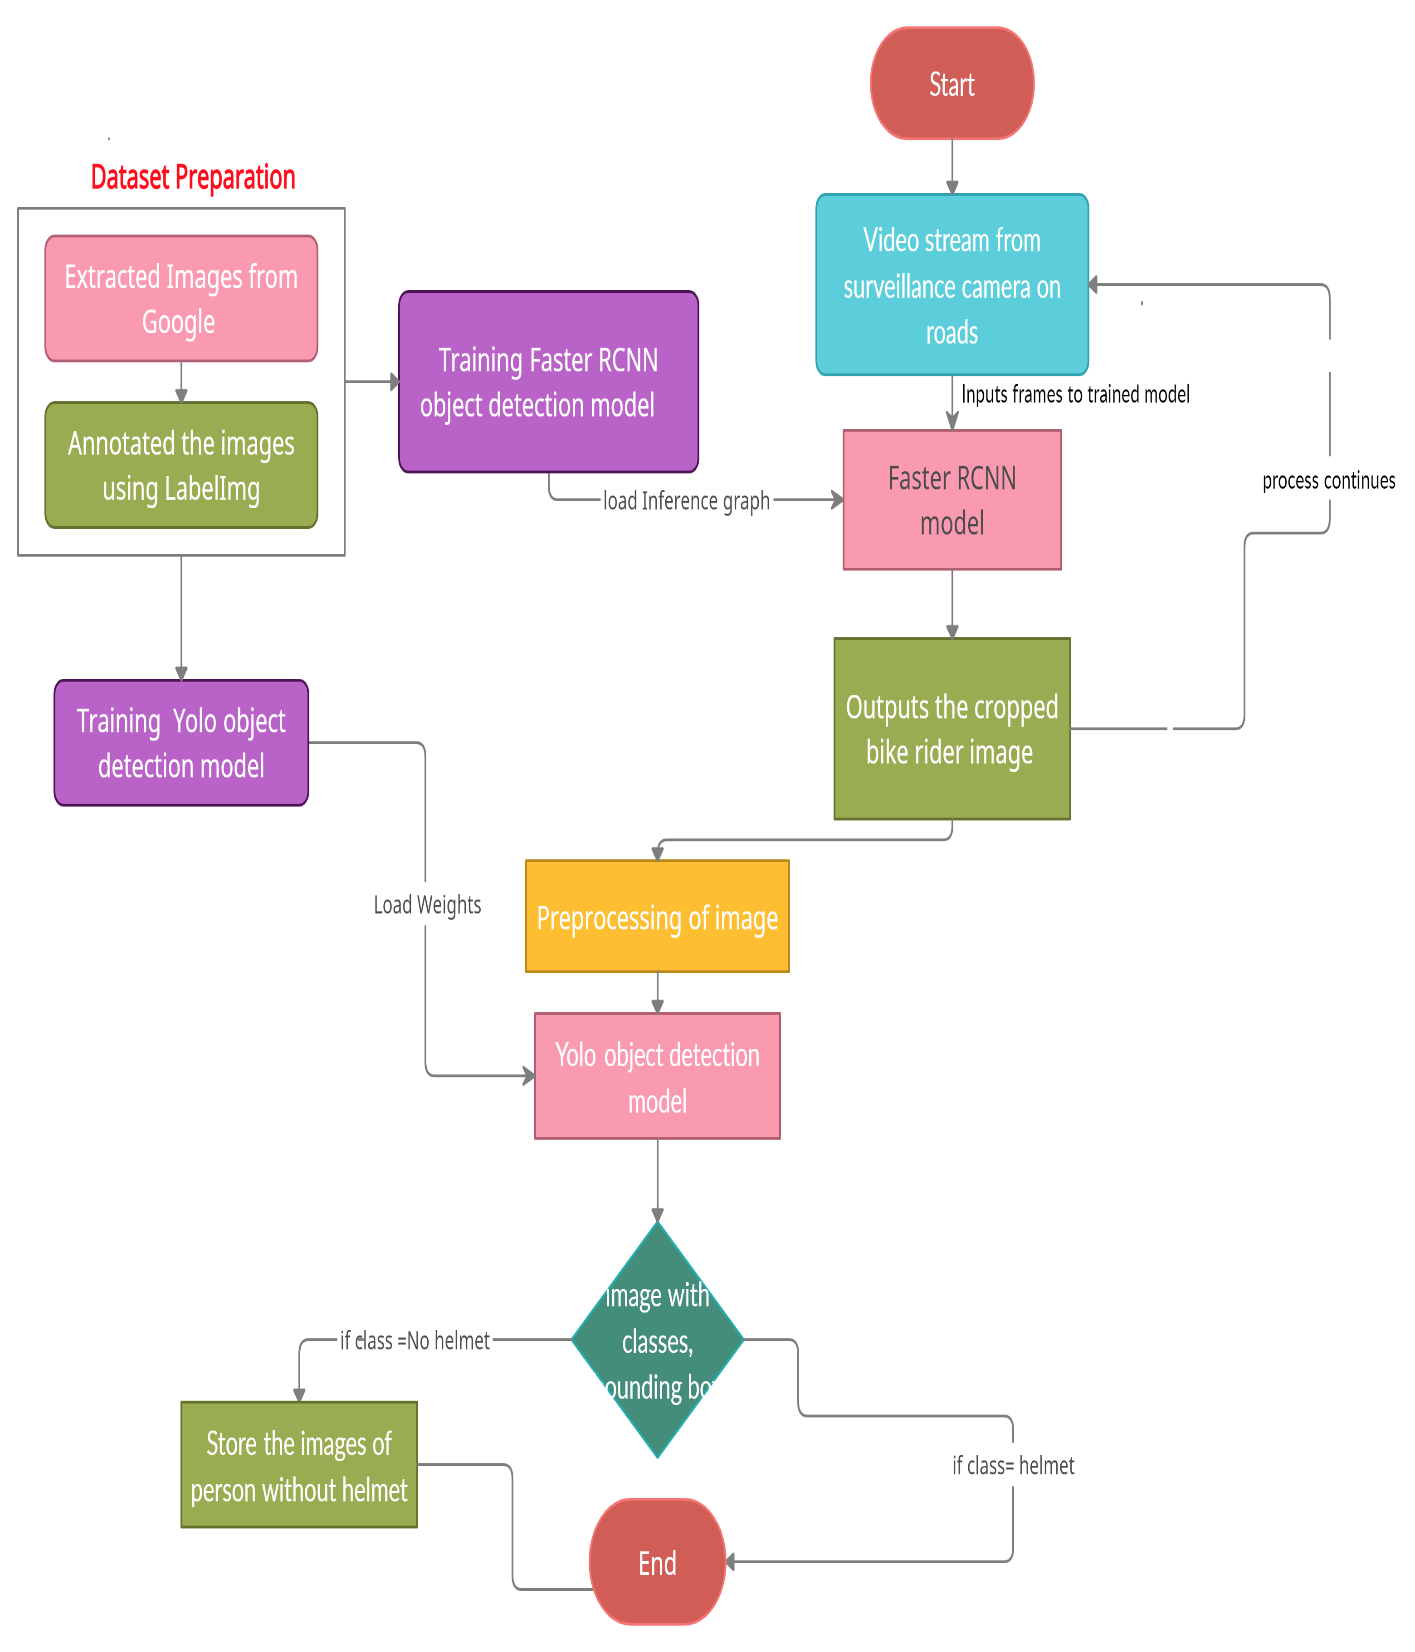 Start
Dataset Preparation
Extracted Images from
Google
Annotated the images
using LabelImg
Training Faster RCNN
object detection model
Video stream from
surveillance camera on
roads
Inputs frames to trained model
load Inference graph
Faster RCNN
model
process continues
Outputs the cropped
bike rider image
Training Yolo object
detection model
Load Weights
Preprocessing of image
Yolo object detection
model
image with
classes,
ounding bo
if class =No helmet
Store the images of
person without helmet
if class= helmet
End